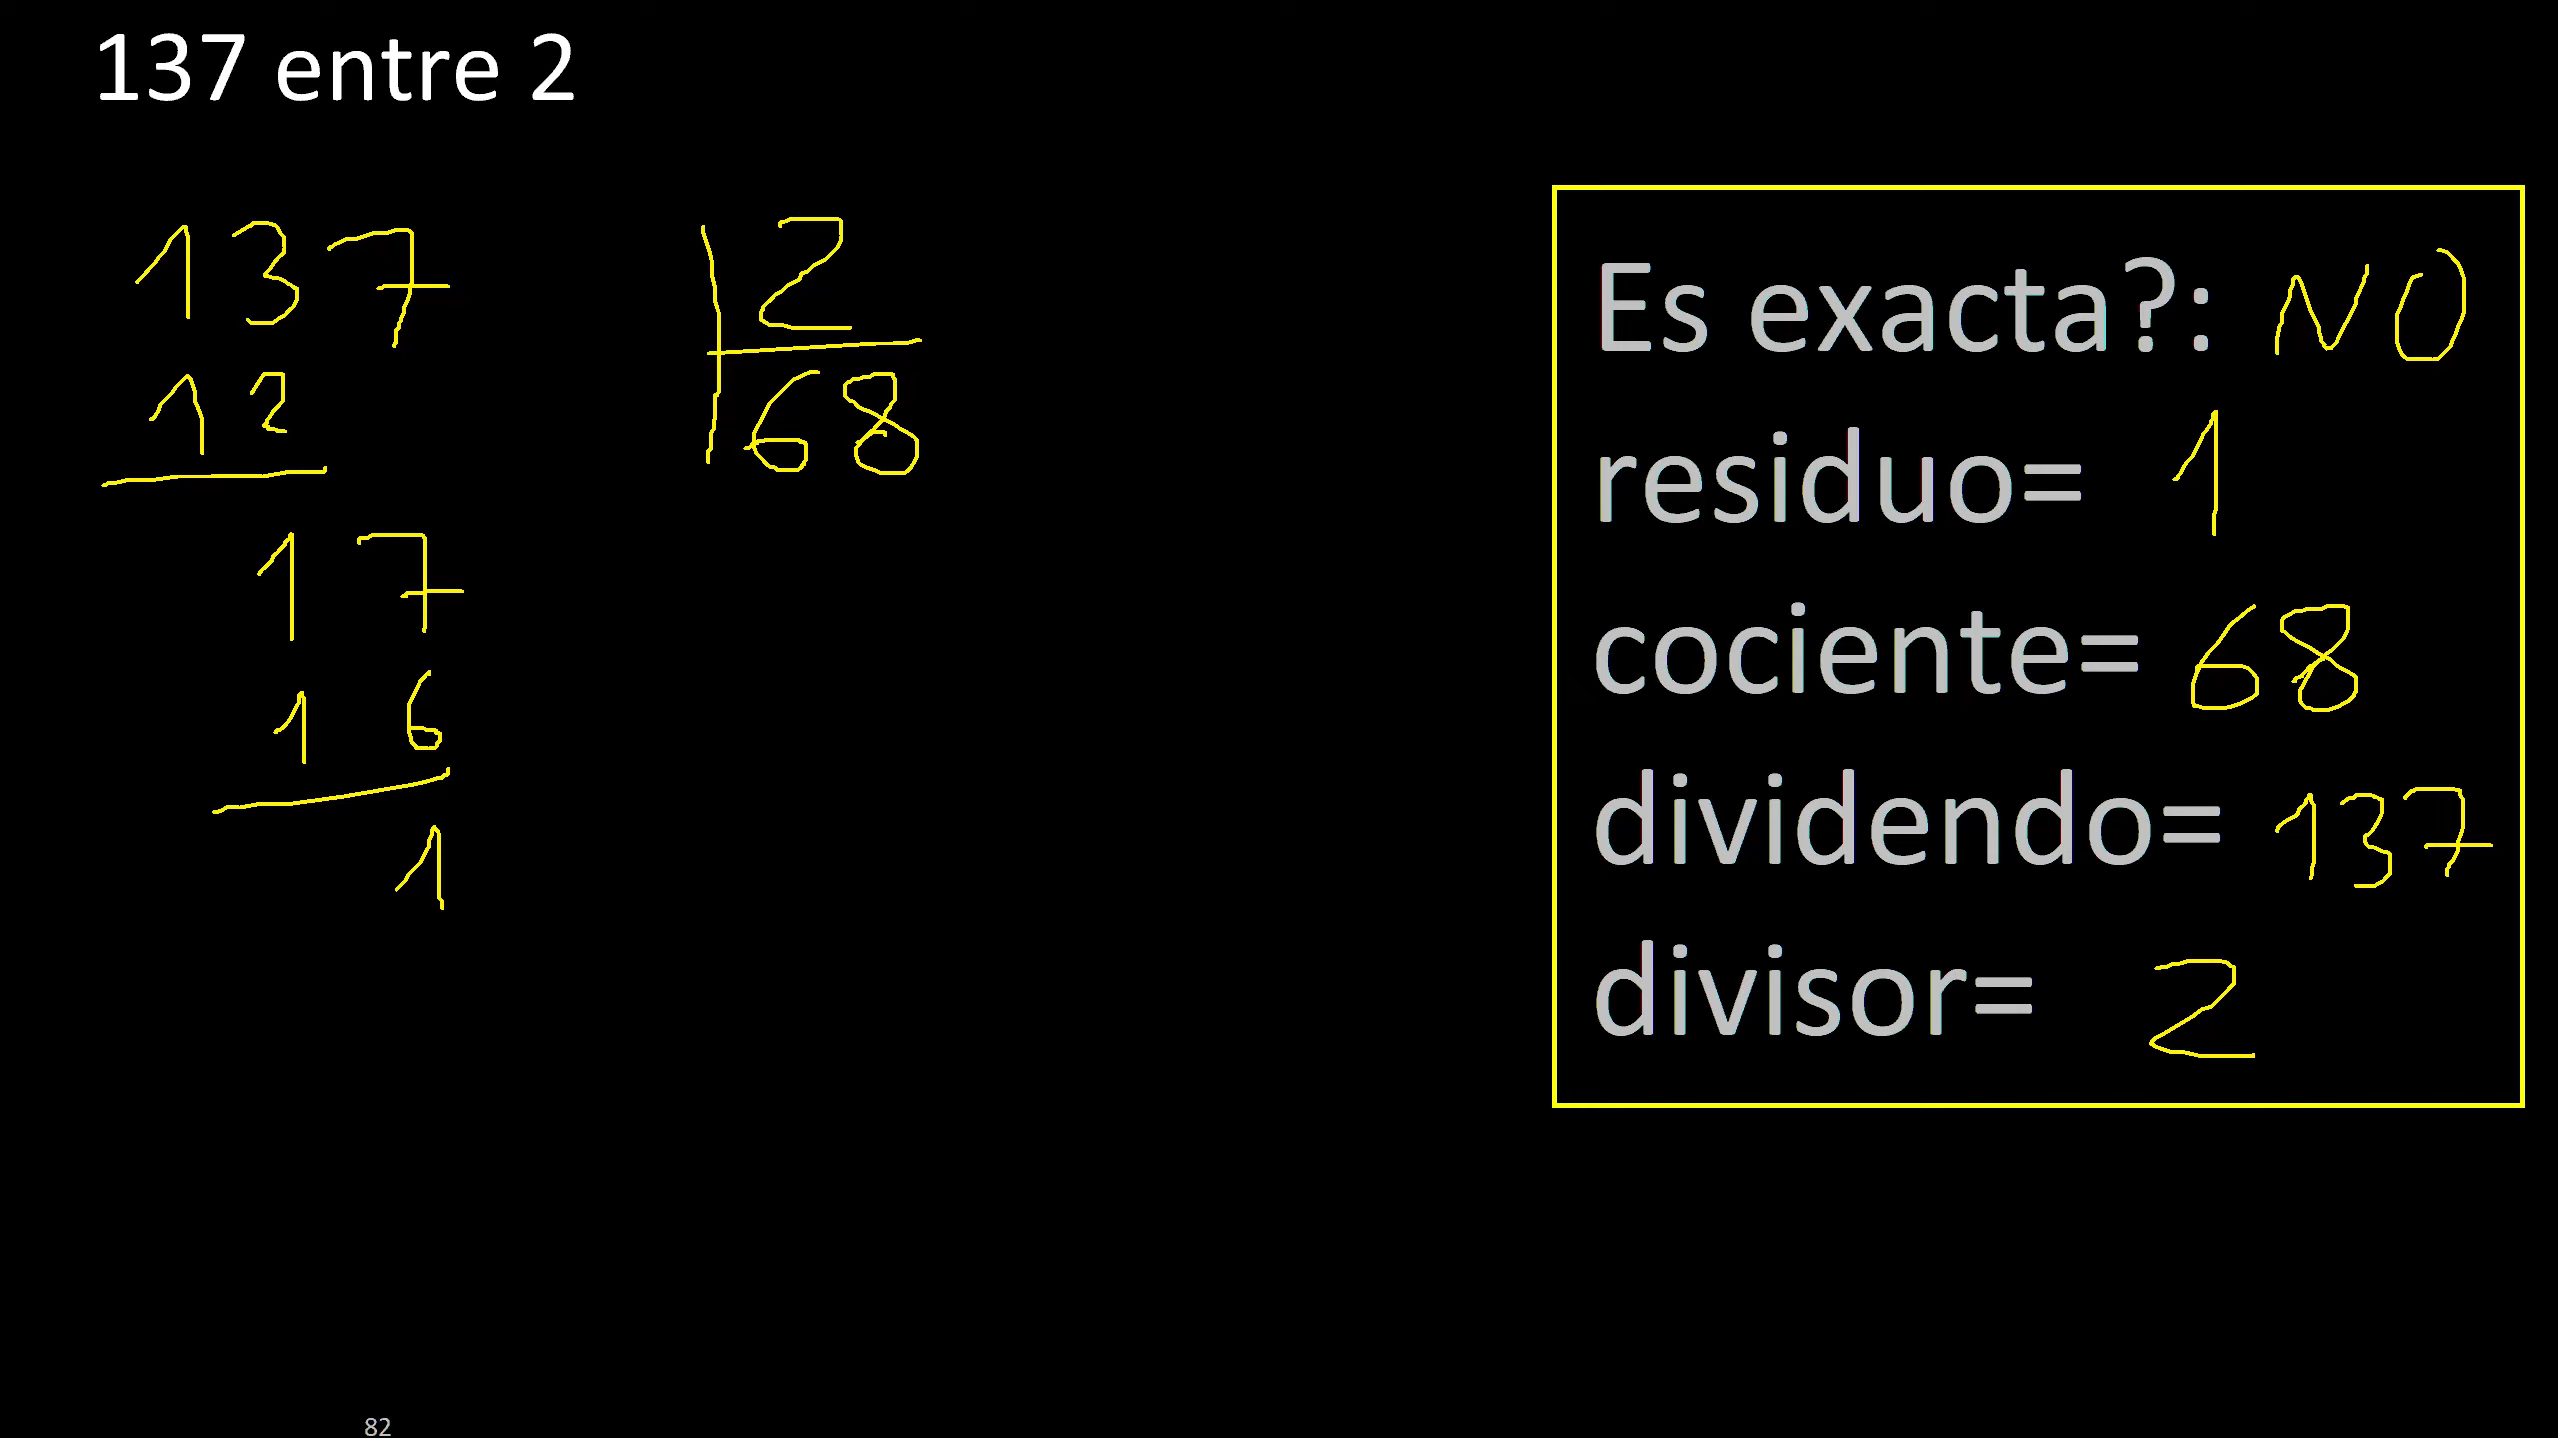 137 entre 2
137 2
12 68
17
16
1
Es exacta?: NO
residuo= 1
cociente= 68
dividendo= 137
divisor= 2
82